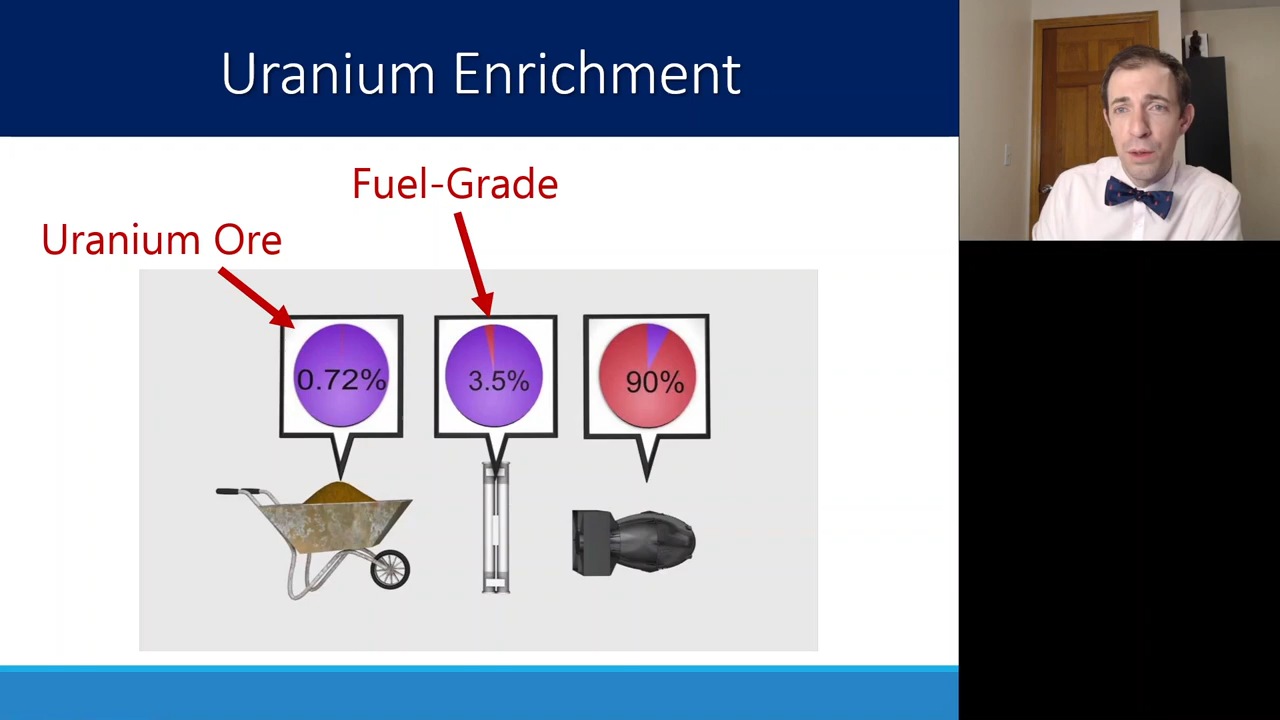 Uranium Enrichment
Fuel-Grade
Uranium Ore
0.72%
3.5%
90%